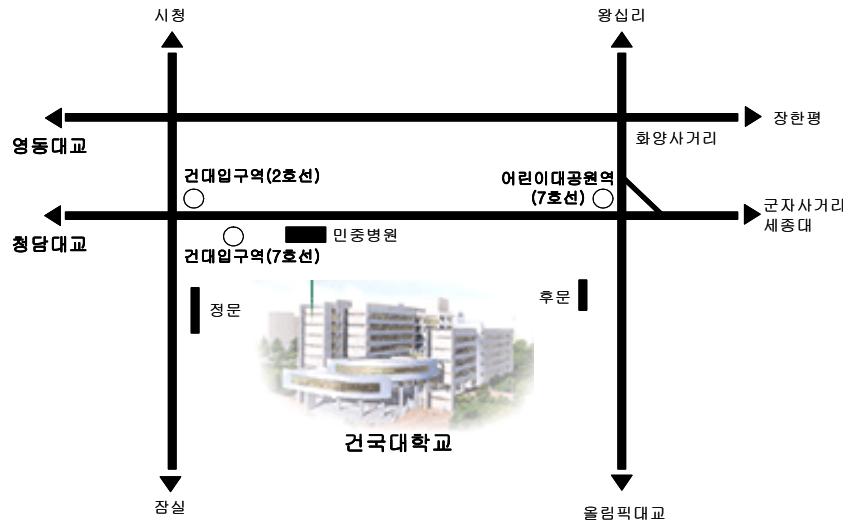 시청
왕십리
영동대교
장한평
화양사거리
건대입구역(2호선)
어린이대공원역
(7호선)
군자사거리
세종대
청담대교
건대입구역(7호선)
민중병원
정문
후문
건국대학교
잠실
올림픽대교